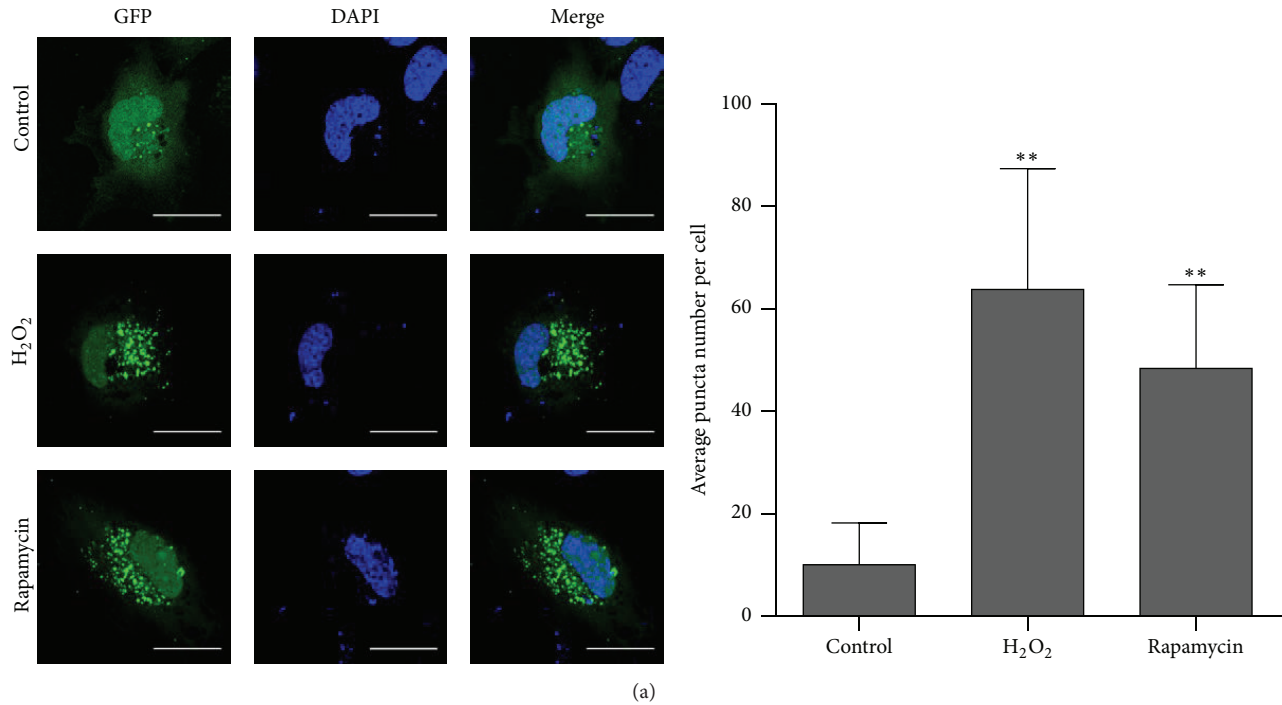 GFP DAPI Merge
Control
H₂O₂
Rapamycin
Average puncta number per cell
100
80
60
40
20
0
**
**
Control H₂O₂ Rapamycin
(a)